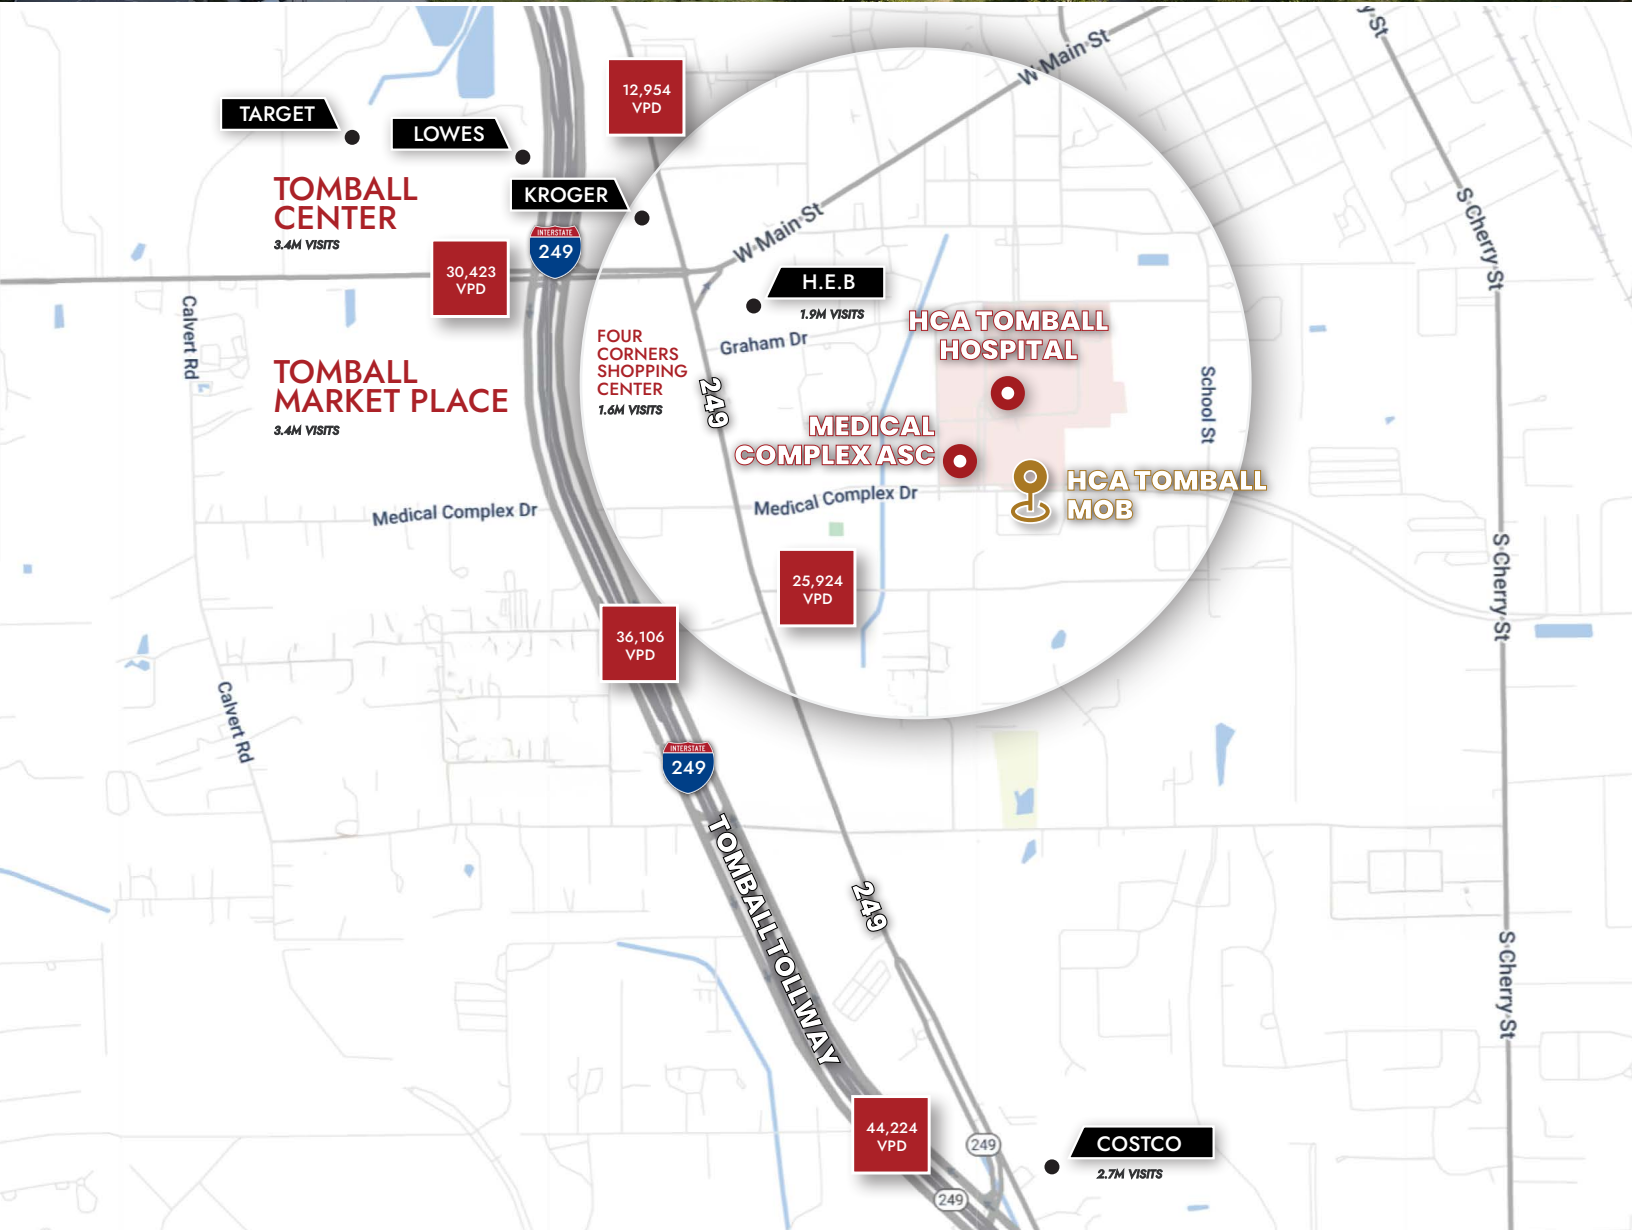 W Main St
y St
12,954
VPD
TARGET
LOWES
TOMBALL
CENTER
3.4M VISITS
KROGER
W Main St
S Cherry St
INTERSTATE
249
30,423
VPD
H.E.B
1.9M VISITS
Calvert Rd
FOUR
CORNERS
SHOPPING
CENTER
1.6M VISITS
Graham Dr
HCA TOMBALL
HOSPITAL
TOMBALL
MARKET PLACE
3.4M VISITS
249
School St
MEDICAL
COMPLEX ASC
HCA TOMBALL
MOB
Medical Complex Dr
Medical Complex Dr
S Cherry St
25,924
VPD
36,106
VPD
Calvert Rd
INTERSTATE
249
TOMBALL TOLLWAY
249
S Cherry St
44,224
VPD
249
COSTCO
2.7M VISITS
249